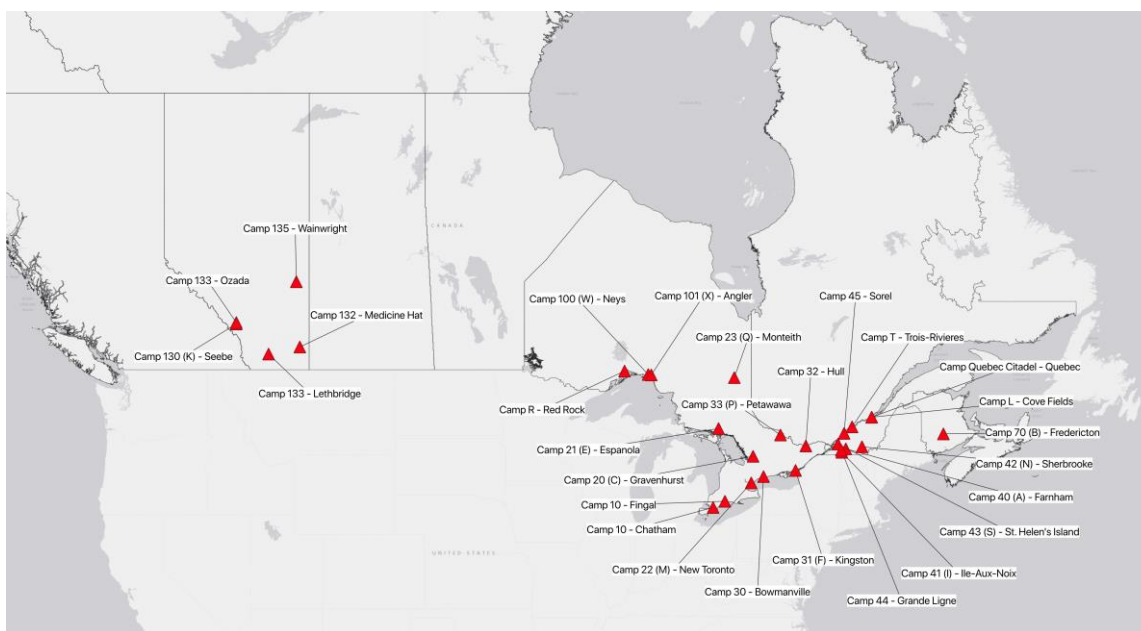 Camp 135 - Wainwright
Camp 133 - Ozada
Camp 132 - Medicine Hat
Camp 130 (K) - Seebe
Camp 133 - Lethbridge
CANADA
UNITED STATES
Camp 100 (W) - Neys
Camp 101 (X) - Angler
Camp 45 - Sorel
Camp 23 (Q) - Monteith
Camp T - Trois-Rivieres
Camp 32 - Hull
Camp Quebec Citadel - Quebec
Camp R - Red Rock
Camp 33 (P) - Petawawa
Camp L - Cove Fields
Camp 70 (B) - Fredericton
Camp 21 (E) - Espanola
Camp 42 (N) - Sherbrooke
Camp 20 (C) - Gravenhurst
Camp 40 (A) - Farnham
Camp 10 - Fingal
Camp 10 - Chatham
Camp 43 (S) - St. Helen's Island
Camp 22 (M) - New Toronto
Camp 31 (F) - Kingston
Camp 41 (I) - Ile-Aux-Noix
Camp 30 - Bowmanville
Camp 44 - Grande Ligne